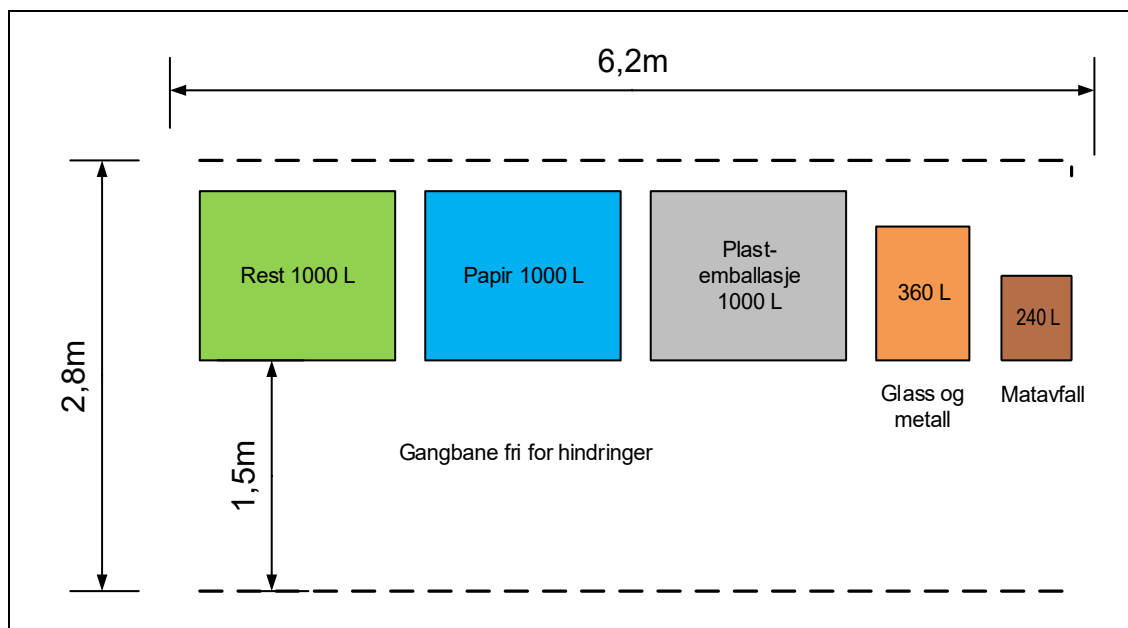 6,2m
2,8m
Rest 1000 L
Papir 1000 L
Plast-
emballasje
1000 L
360 L
240 L
Glass og
metall
Matavfall
1,5m
Gangbane fri for hindringer